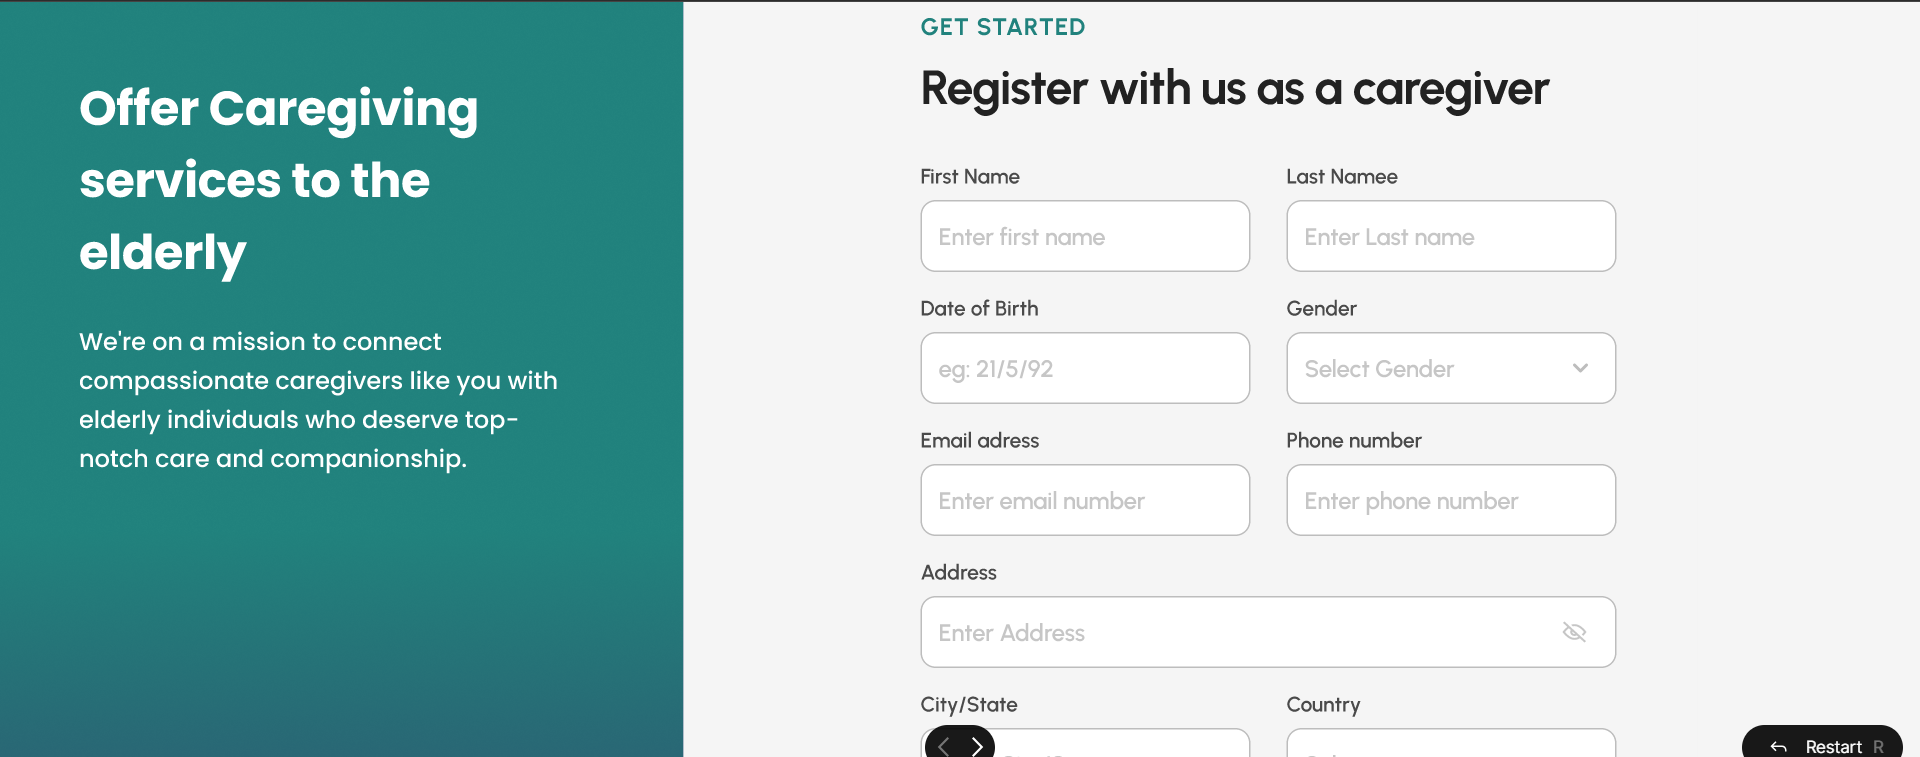 Offer Caregiving
services to the
elderly
We're on a mission to connect
compassionate caregivers like you with
elderly individuals who deserve top-
notch care and companionship.
GET STARTED
Register with us as a caregiver
First Name
Last Namee
Enter first name
Enter Last name
Date of Birth
Gender
eg: 21/5/92
Select Gender
Email adress
Phone number
Enter email number
Enter phone number
Address
Enter Address
City/State
Country
Restart R